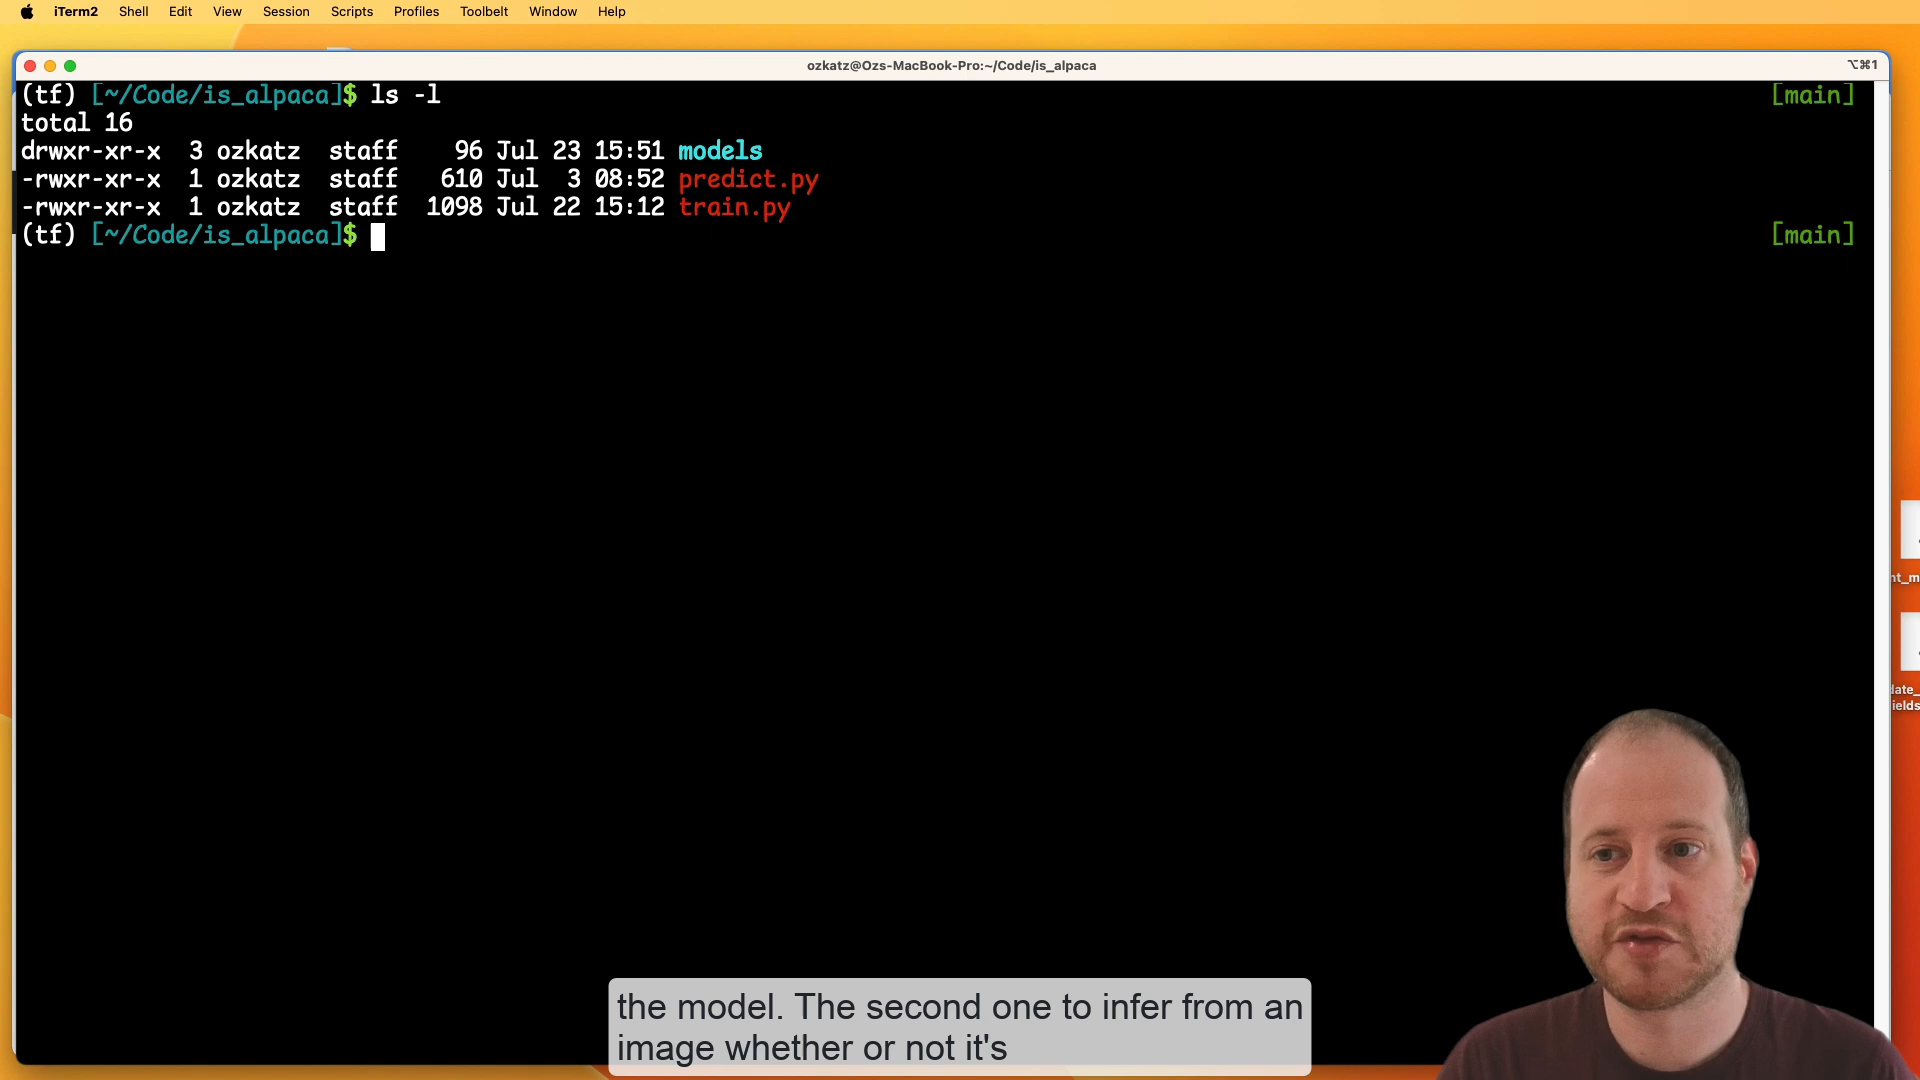 iTerm2 Shell Edit View Session Scripts Profiles Toolbelt Window Help
ozkatz@Ozs-MacBook-Pro:~/Code/is_alpaca ⌥⌘1
(tf) [~/Code/is_alpaca]$ ls -l [main]
total 16
drwxr-xr-x 3 ozkatz staff 96 Jul 23 15:51 models
-rwxr-xr-x 1 ozkatz staff 610 Jul 3 08:52 predict.py
-rwxr-xr-x 1 ozkatz staff 1098 Jul 22 15:12 train.py
(tf) [~/Code/is_alpaca]$ [main]
the model. The second one to infer from an
image whether or not it's